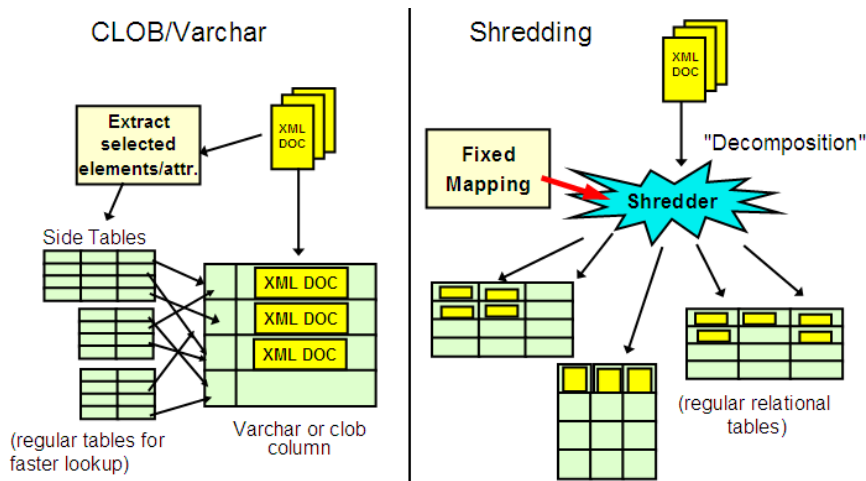 CLOB/Varchar
Extract
selected
elements/attr.
XML
DOC
Side Tables
XML DOC
XML DOC
XML DOC
(regular tables for
faster lookup)
Varchar or clob
column
Shredding
XML
DOC
"Decomposition"
Fixed
Mapping
Shredder
(regular relational
tables)